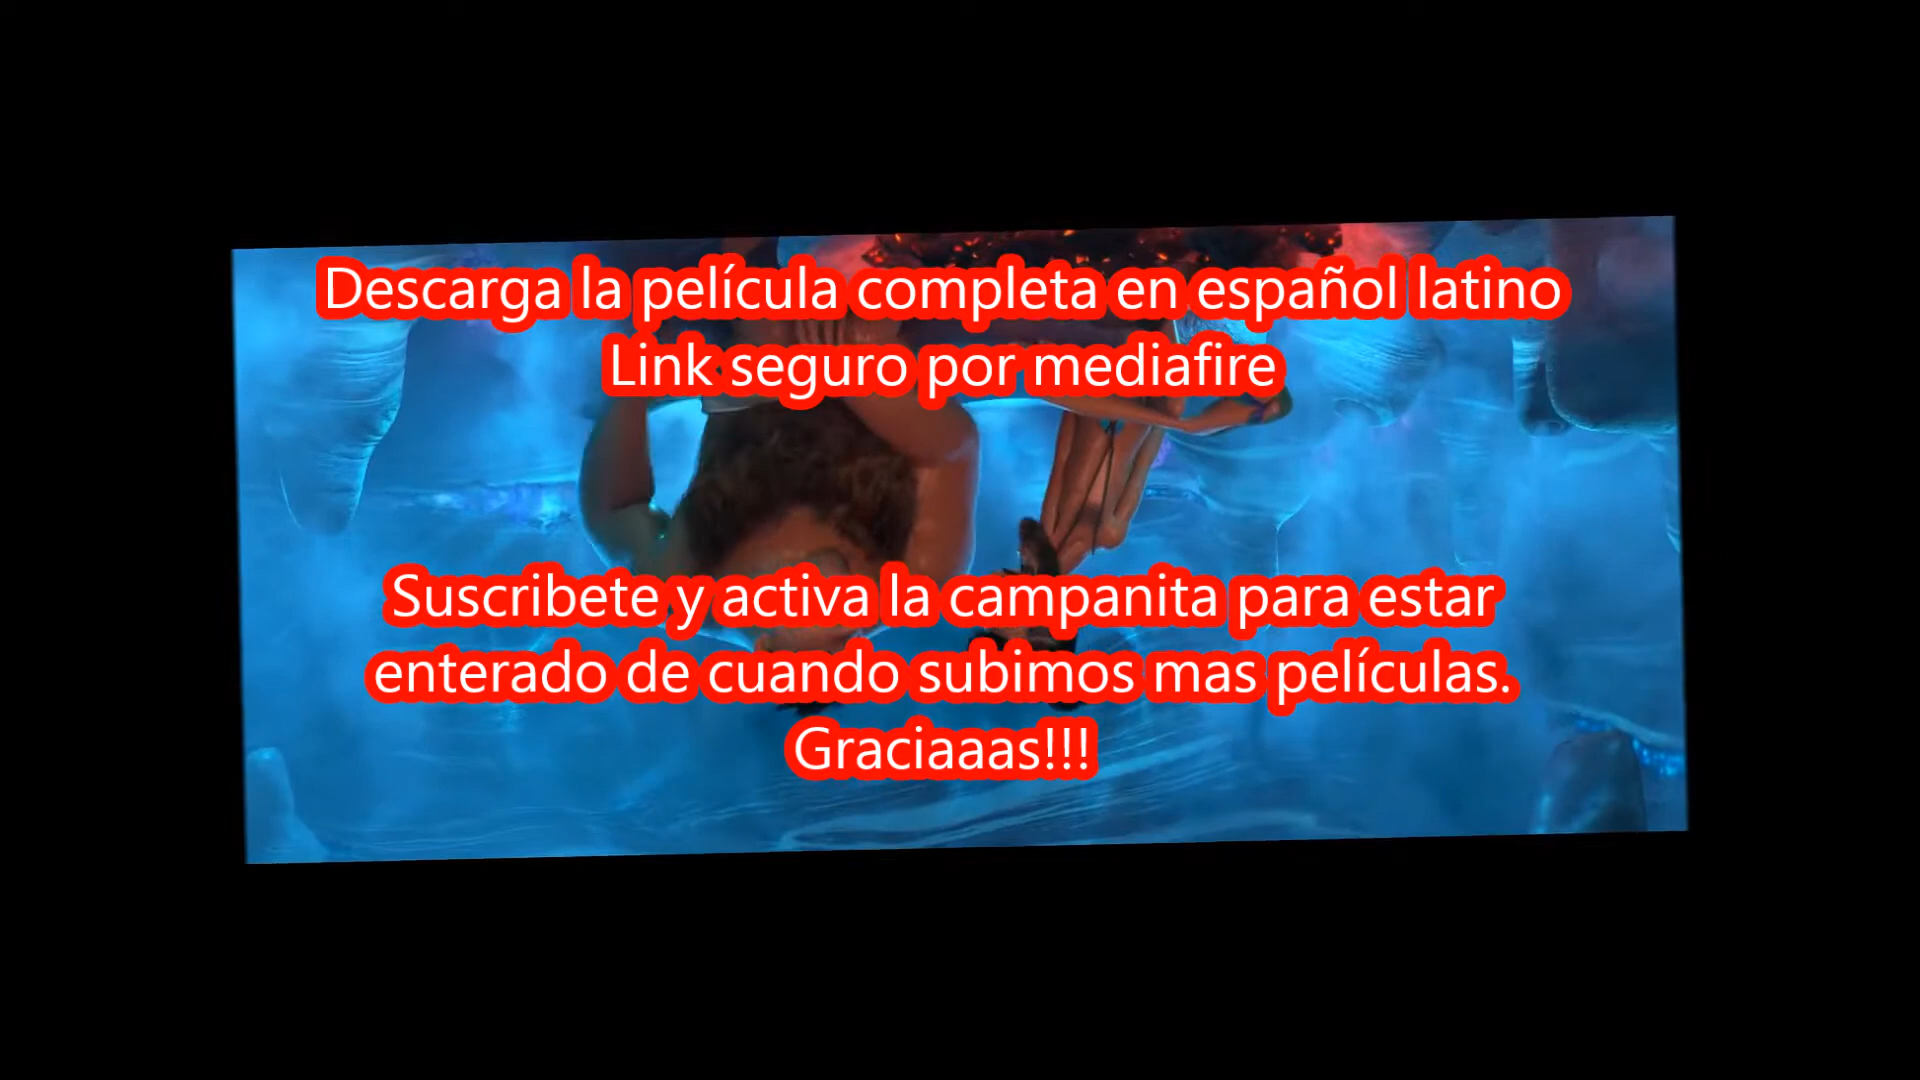 Descarga la película completa en español latino
Link seguro por mediafire
Suscribete y activa la campanita para estar
enterado de cuando subimos mas películas.
Graciaaas!!!